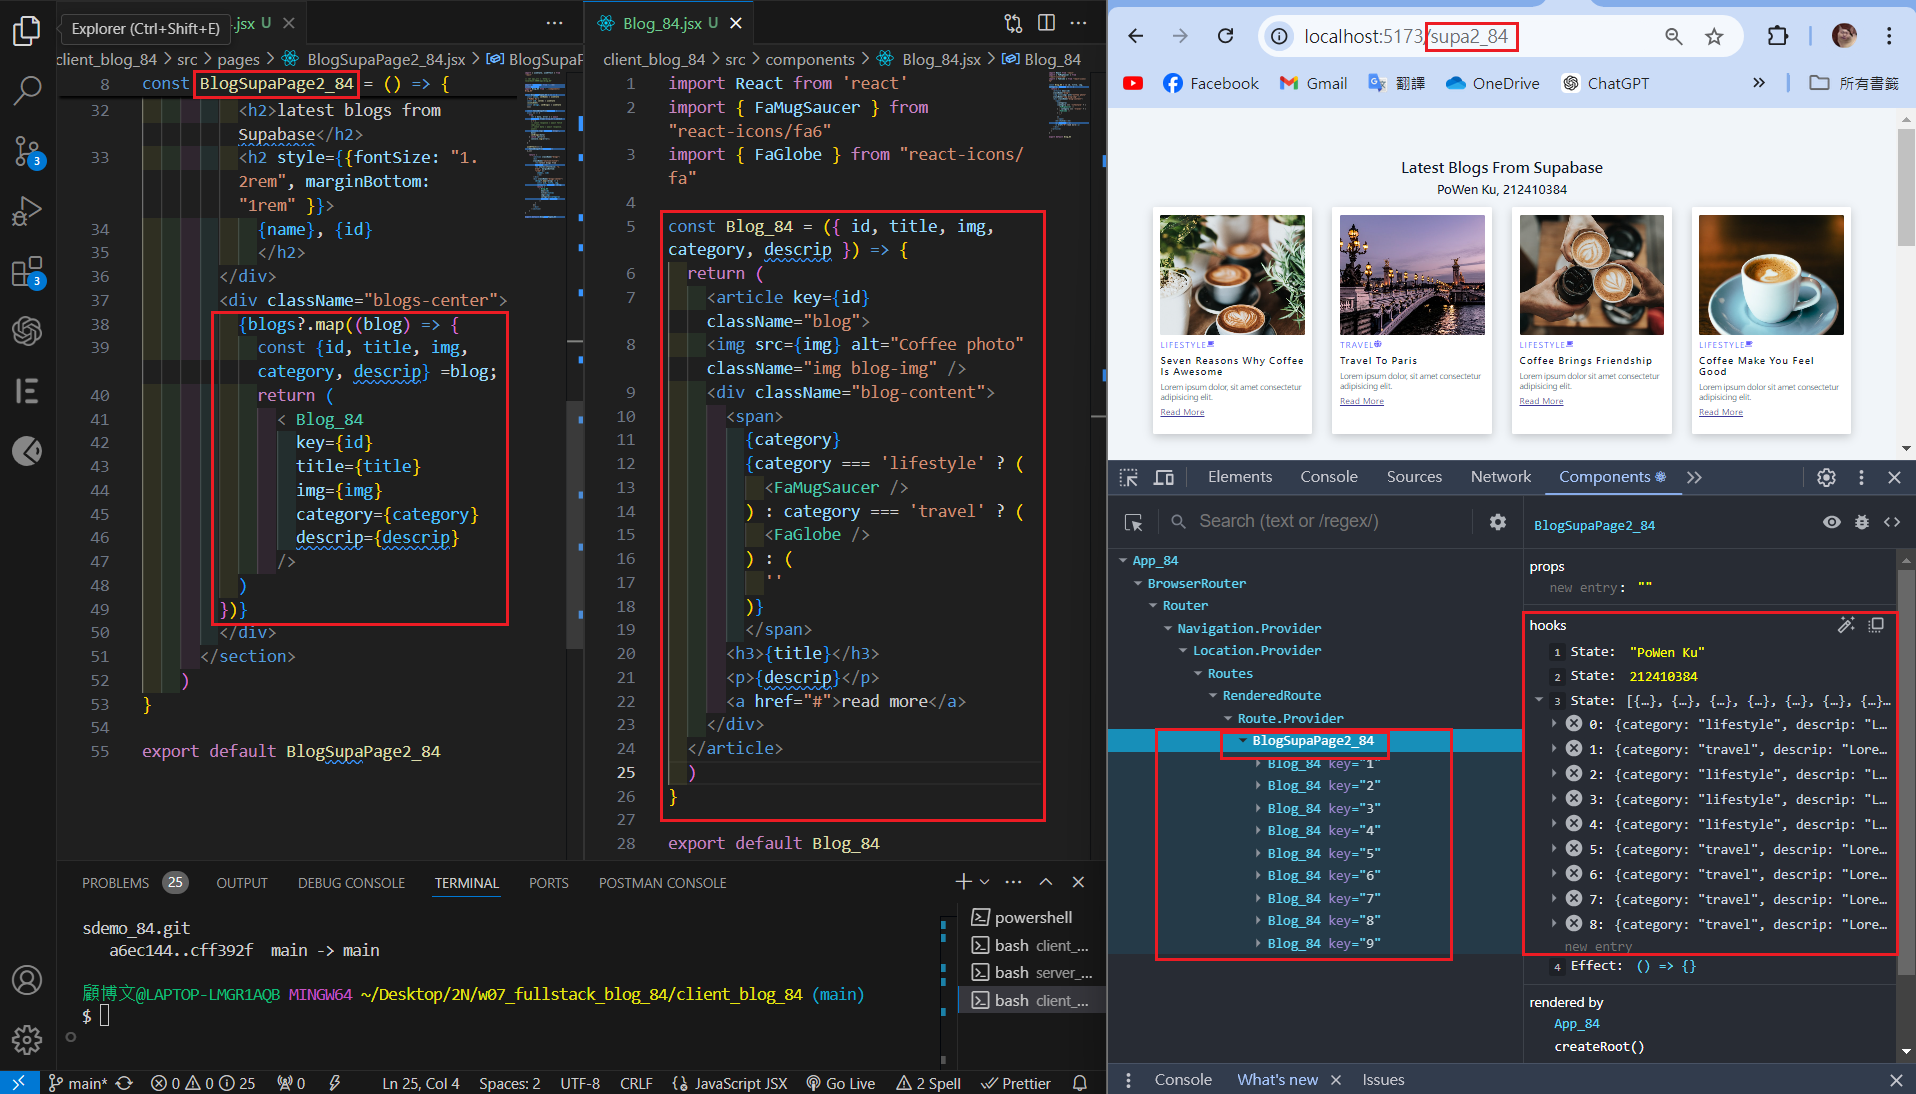 Explorer (Ctrl+Shift+E)
.jsx U
client_blog_84 > src > pages > BlogSupaPage2_84.jsx > BlogSupaP
8 const BlogSupaPage2_84 = () => {
32 <h2>latest blogs from
Supabase</h2>
33 <h2 style={{fontSize: "1.
2rem", marginBottom:
"1rem" }}>
34 {name}, {id}
35 </h2>
36 </div>
37 <div className="blogs-center">
38 {blogs?.map((blog) => {
39 const {id, title, img,
category, descrip} =blog;
40 return (
41 < Blog_84
42 key={id}
43 title={title}
44 img={img}
45 category={category}
46 descrip={descrip}
47 />
48 )
49 })}
50 </div>
51 </section>
52 )
53 }
54
55 export default BlogSupaPage2_84
Blog_84.jsx U
client_blog_84 > src > components > Blog_84.jsx > Blog_84
1 import React from 'react'
2 import { FaMugSaucer } from
"react-icons/fa6"
3 import { FaGlobe } from "react-icons/
fa"
4
5 const Blog_84 = ({ id, title, img,
category, descrip }) => {
6 return (
7 <article key={id}
className="blog">
8 <img src={img} alt="Coffee photo"
className="img blog-img" />
9 <div className="blog-content">
10 <span>
11 {category}
12 {category === 'lifestyle' ? (
13 <FaMugSaucer />
14 ) : category === 'travel' ? (
15 <FaGlobe />
16 ) : (
17 ''
18 )}
19 </span>
20 <h3>{title}</h3>
21 <p>{descrip}</p>
22 <a href="#">read more</a>
23 </div>
24 </article>
25 )
26 }
27
28 export default Blog_84
3
3
PROBLEMS 25 OUTPUT DEBUG CONSOLE TERMINAL PORTS POSTMAN CONSOLE
sdemo_84.git
a6ec144..cff392f main -> main
顧博文@LAPTOP-LMGR1AQB MINGW64 ~/Desktop/2N/w07_fullstack_blog_84/client_blog_84 (main)
$
powershell
bash client_...
bash server_...
bash client_...
main* 0 0 25 0 Ln 25, Col 4 Spaces: 2 UTF-8 CRLF JavaScript JSX Go Live 2 Spell Prettier
localhost:5173/supa2_84
Facebook Gmail 翻譯 OneDrive ChatGPT » 所有書籤
Latest Blogs From Supabase
PoWen Ku, 212410384
LIFESTYLE
Seven Reasons Why Coffee
Is Awesome
Lorem ipsum dolor, sit amet consectetur
adipisicing elit.
Read More
TRAVEL
Travel To Paris
Lorem ipsum dolor, sit amet consectetur
adipisicing elit.
Read More
LIFESTYLE
Coffee Brings Friendship
Lorem ipsum dolor, sit amet consectetur
adipisicing elit.
Read More
LIFESTYLE
Coffee Make You Feel
Good
Lorem ipsum dolor, sit amet consectetur
adipisicing elit.
Read More
Elements Console Sources Network Components »
Search (text or /regex/)
App_84
BrowserRouter
Router
Navigation.Provider
Location.Provider
Routes
RenderedRoute
Route.Provider
BlogSupaPage2_84
Blog_84 key="1"
Blog_84 key="2"
Blog_84 key="3"
Blog_84 key="4"
Blog_84 key="5"
Blog_84 key="6"
Blog_84 key="7"
Blog_84 key="8"
Blog_84 key="9"
BlogSupaPage2_84
props
new entry: ""
hooks
1 State: "PoWen Ku"
2 State: 212410384
3 State: [{…}, {…}, {…}, {…}, {…}, {…}, {…}…
0: {category: "lifestyle", descrip: "L…
1: {category: "travel", descrip: "Lore…
2: {category: "lifestyle", descrip: "L…
3: {category: "lifestyle", descrip: "L…
4: {category: "lifestyle", descrip: "L…
5: {category: "travel", descrip: "Lore…
6: {category: "travel", descrip: "Lore…
7: {category: "travel", descrip: "Lore…
8: {category: "travel", descrip: "Lore…
new entry
4 Effect: () => {}
rendered by
App_84
createRoot()
Console What's new Issues